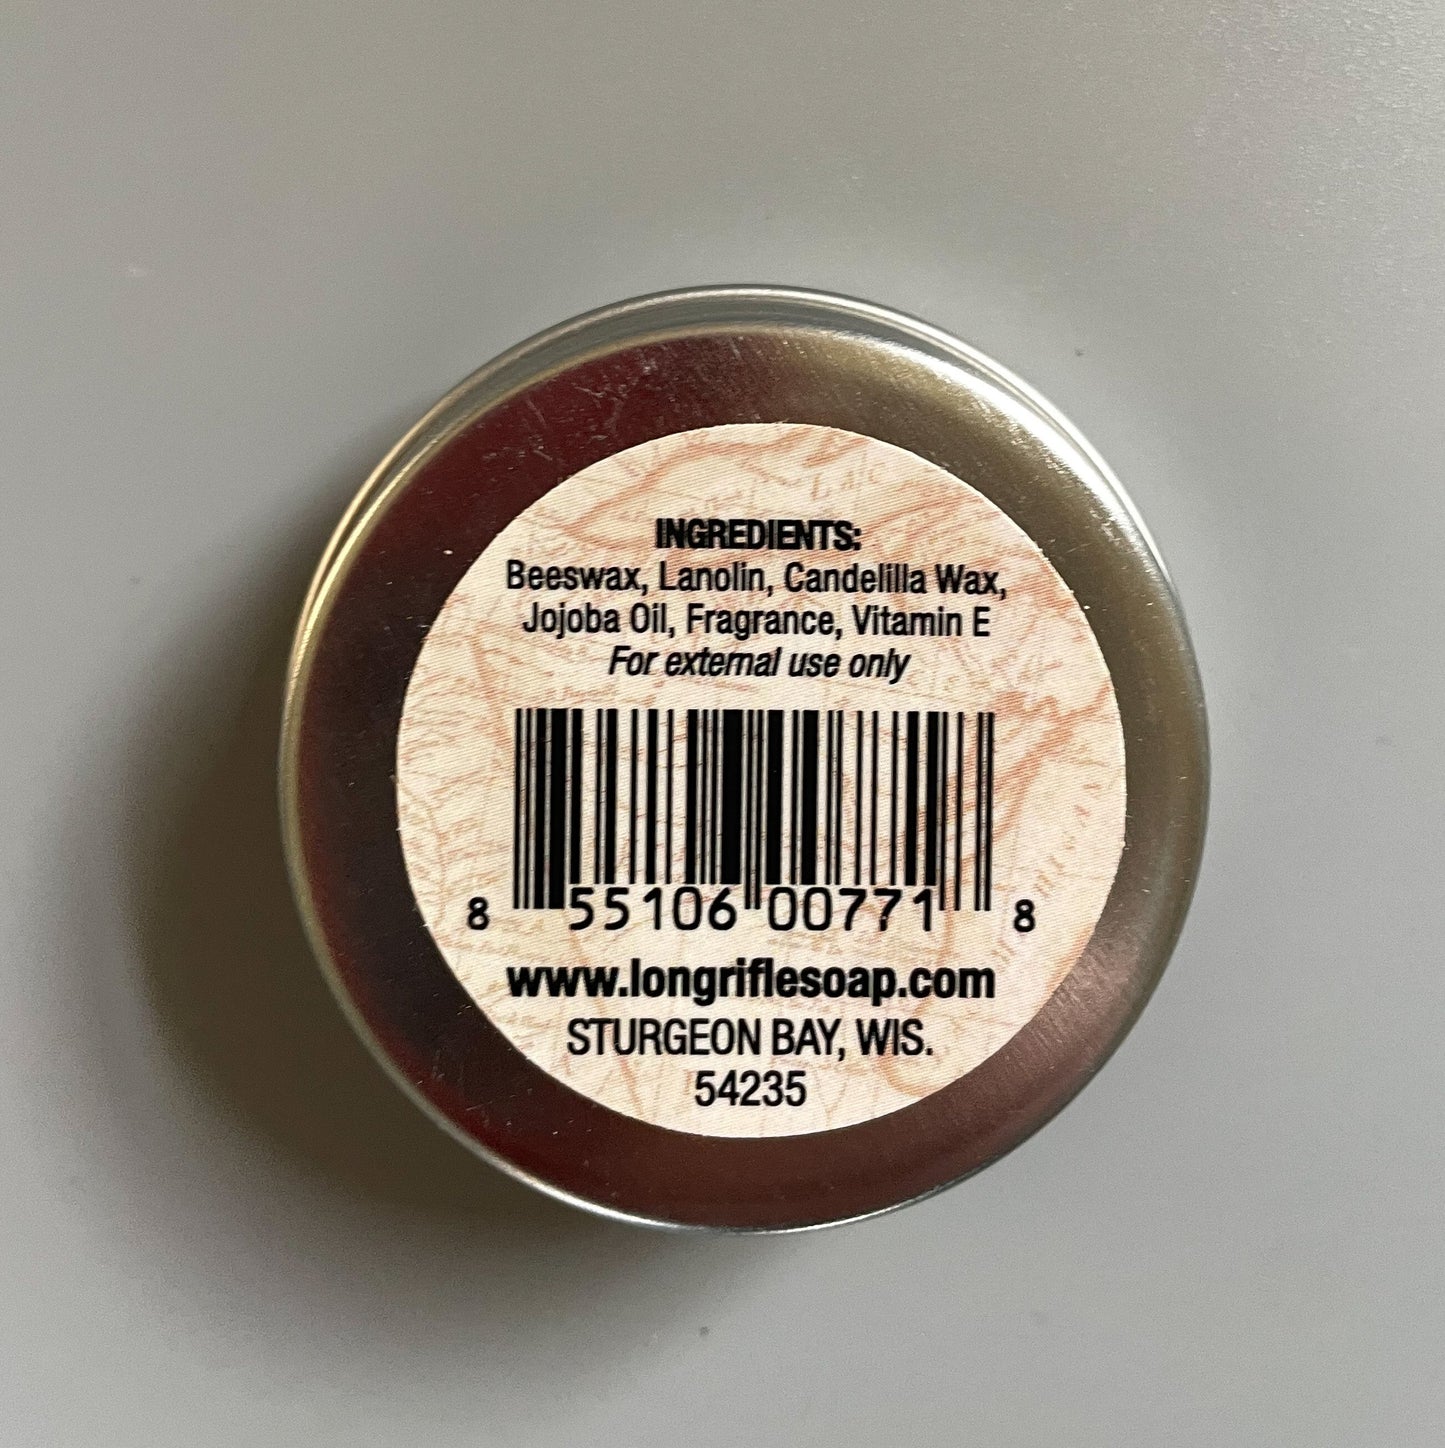 INGREDIENTS:
Beeswax, Lanolin, Candelilla Wax,
Jojoba Oil, Fragrance, Vitamin E
For external use only
8 55106 00771 8
www.longriflesoap.com
STURGEON BAY, WIS.
54235